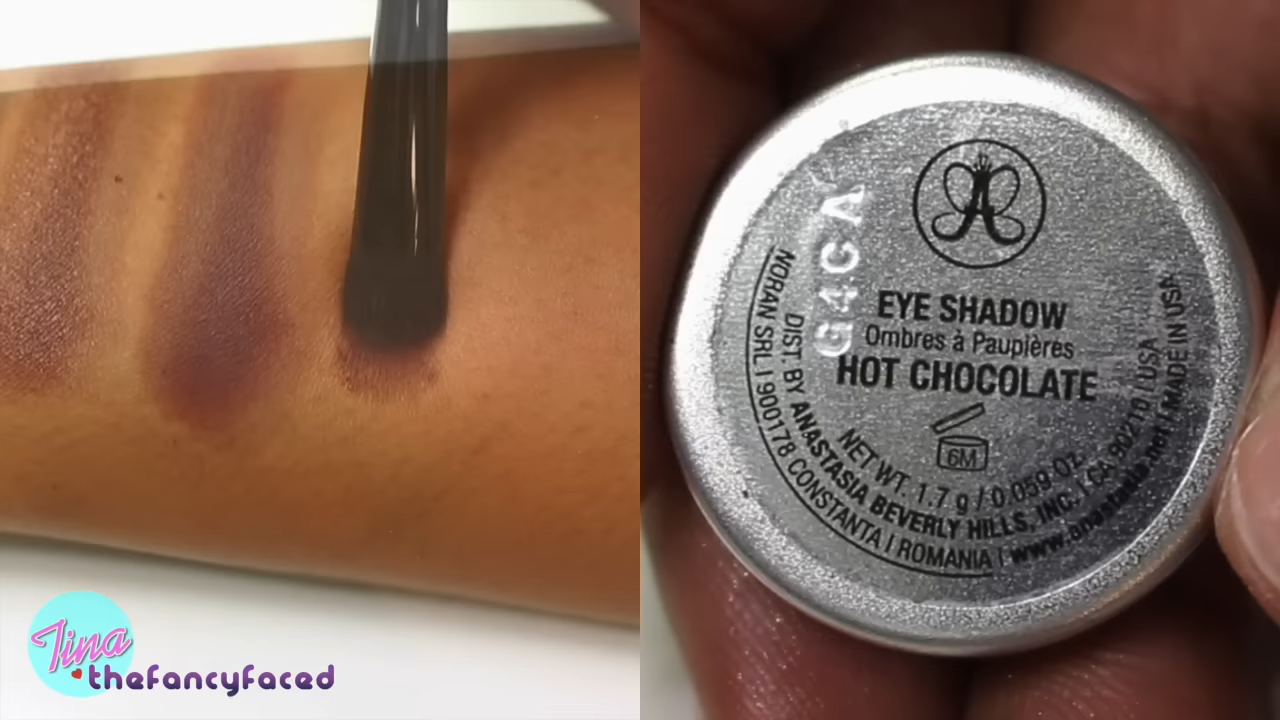 Tina
thefancyfaced
A
G4GA
EYE SHADOW
Ombres à Paupières
HOT CHOCOLATE
6M
NET WT. 1.7 g / 0.059 Oz.
DIST. BY ANASTASIA BEVERLY HILLS, INC. | CA 90210 | USA
NORAN SRL | 900178 CONSTANTA | ROMANIA | www.anastasia.net | MADE IN USA